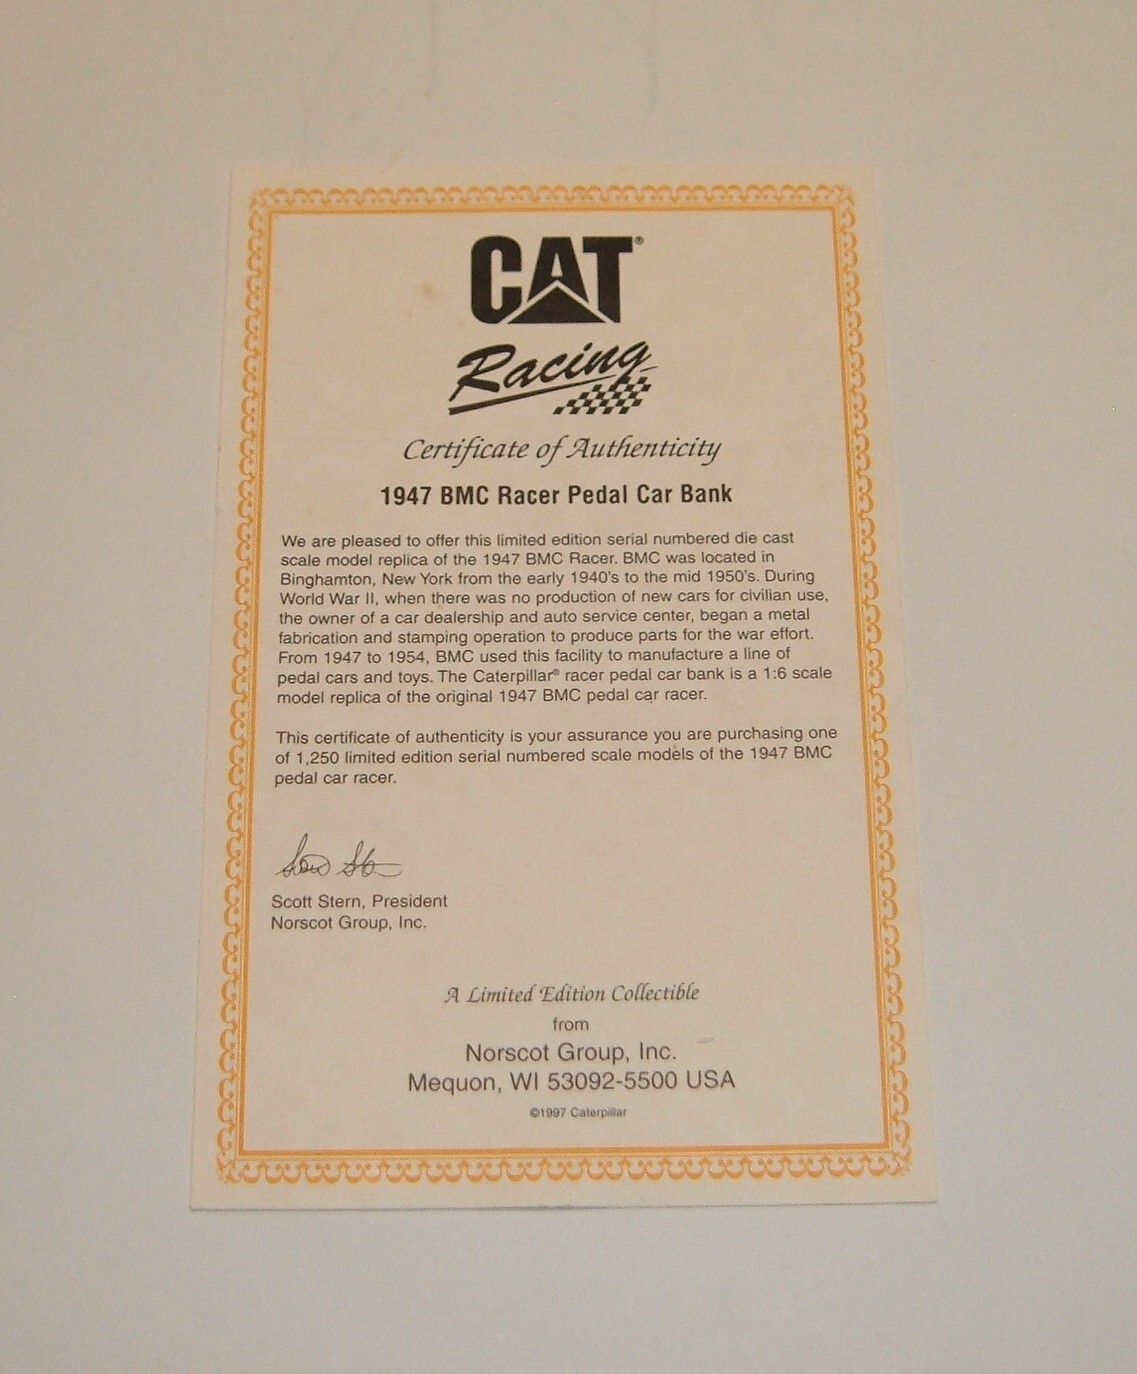 CAT®
Racing
Certificate of Authenticity
1947 BMC Racer Pedal Car Bank
We are pleased to offer this limited edition serial numbered die cast
scale model replica of the 1947 BMC Racer. BMC was located in
Binghamton, New York from the early 1940's to the mid 1950's. During
World War II, when there was no production of new cars for civilian use,
the owner of a car dealership and auto service center, began a metal
fabrication and stamping operation to produce parts for the war effort.
From 1947 to 1954, BMC used this facility to manufacture a line of
pedal cars and toys. The Caterpillar® racer pedal car bank is a 1:6 scale
model replica of the original 1947 BMC pedal car racer.
This certificate of authenticity is your assurance you are purchasing one
of 1,250 limited edition serial numbered scale models of the 1947 BMC
pedal car racer.
Scott Stern, President
Norscot Group, Inc.
A Limited Edition Collectible
from
Norscot Group, Inc.
Mequon, WI 53092-5500 USA
©1997 Caterpillar